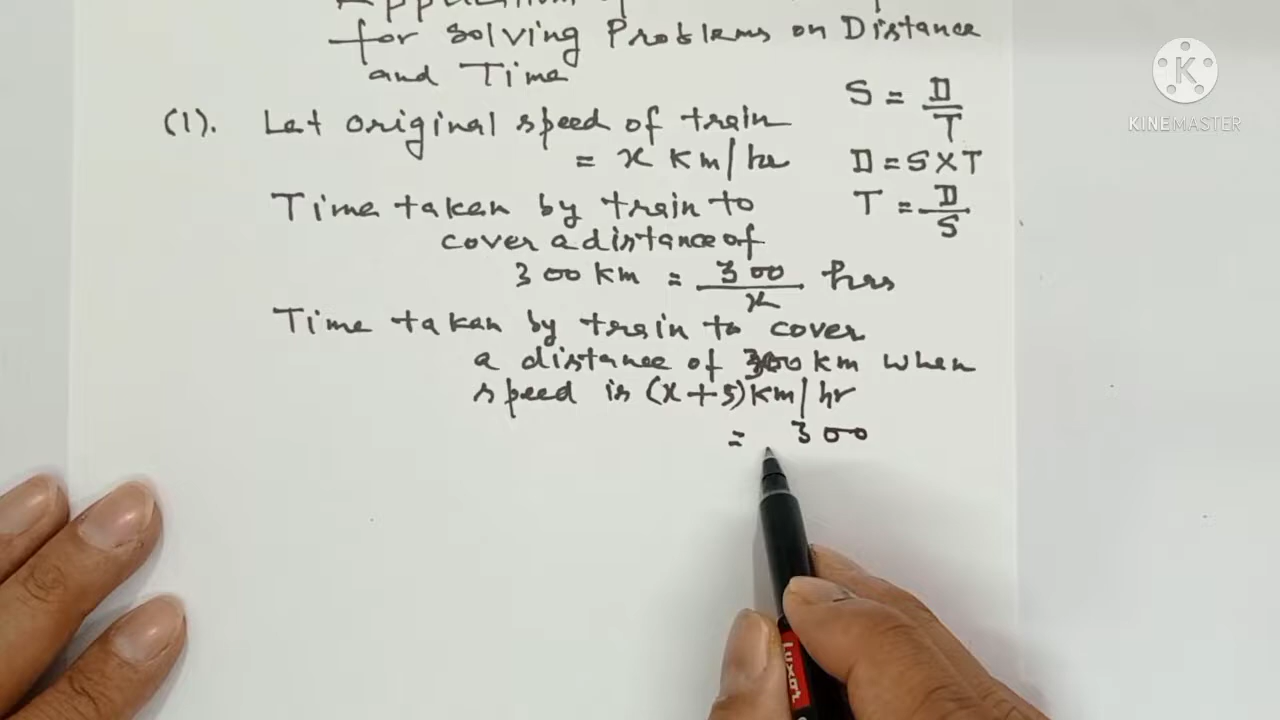 for solving Problems on Distance
and Time
(1). Let original speed of train
= x km/hr
Time taken by train to
cover a distance of
300 km = 300/x hrs
Time taken by train to cover
a distance of 300 km when
speed is (x+5) km/hr
= 300
S = D/T
D = S X T
T = D/S
K
KINEMASTER
LUXOR